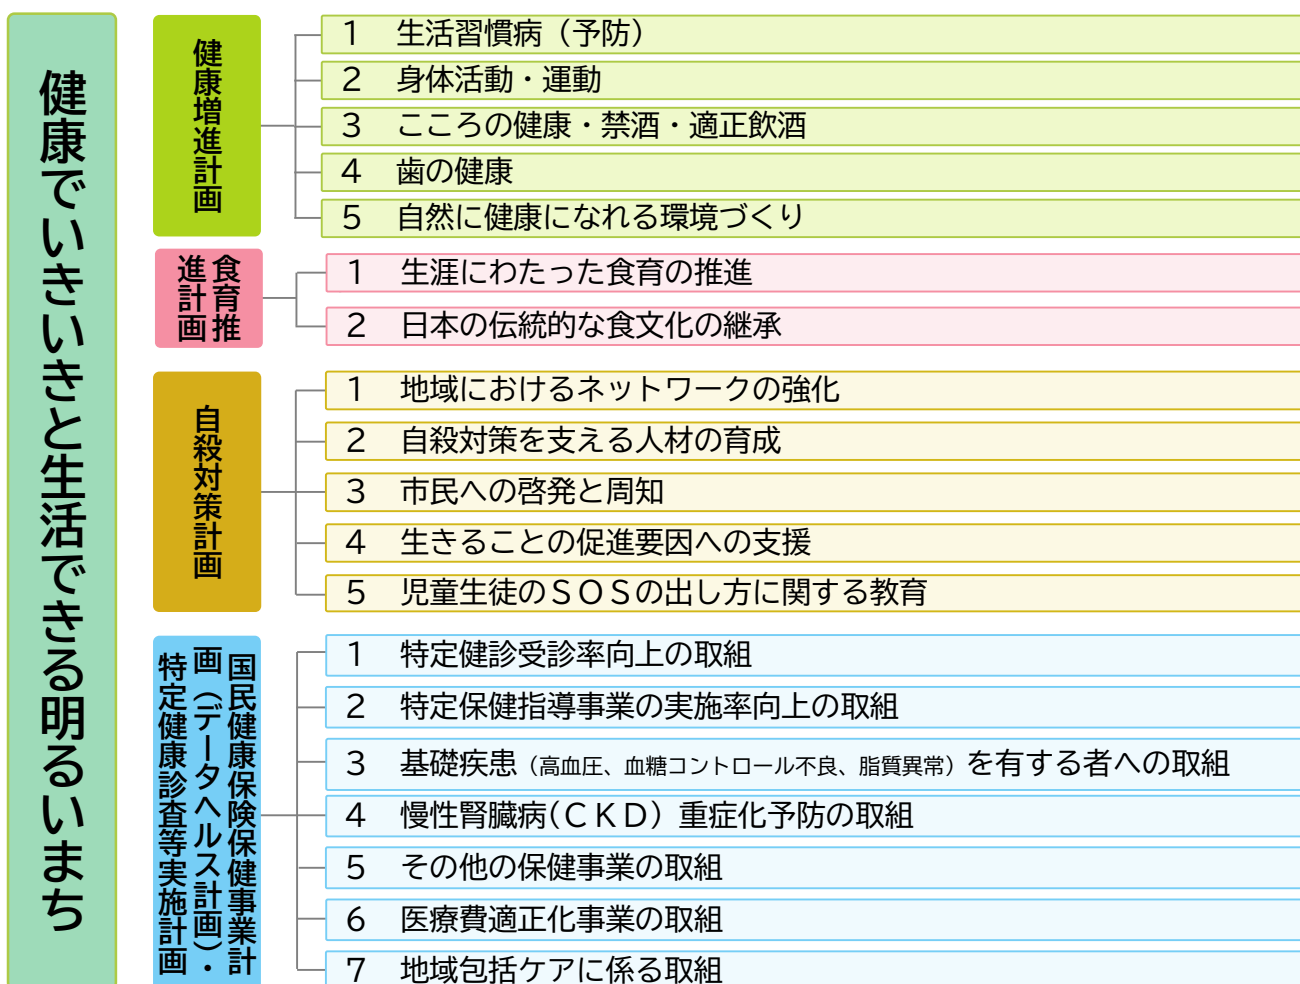 健康でいきいきと生活できる明るいまち
健康増進計画
1 生活習慣病（予防）
2 身体活動・運動
3 こころの健康・禁酒・適正飲酒
4 歯の健康
5 自然に健康になれる環境づくり
食育推
進計画
1 生涯にわたった食育の推進
2 日本の伝統的な食文化の継承
自殺対策計画
1 地域におけるネットワークの強化
2 自殺対策を支える人材の育成
3 市民への啓発と周知
4 生きることの促進要因への支援
5 児童生徒のＳＯＳの出し方に関する教育
国民健康保険保健事業計
画（データヘルス計画）・
特定健康診査等実施計画
1 特定健診受診率向上の取組
2 特定保健指導事業の実施率向上の取組
3 基礎疾患（高血圧、血糖コントロール不良、脂質異常）を有する者への取組
4 慢性腎臓病(ＣＫＤ）重症化予防の取組
5 その他の保健事業の取組
6 医療費適正化事業の取組
7 地域包括ケアに係る取組